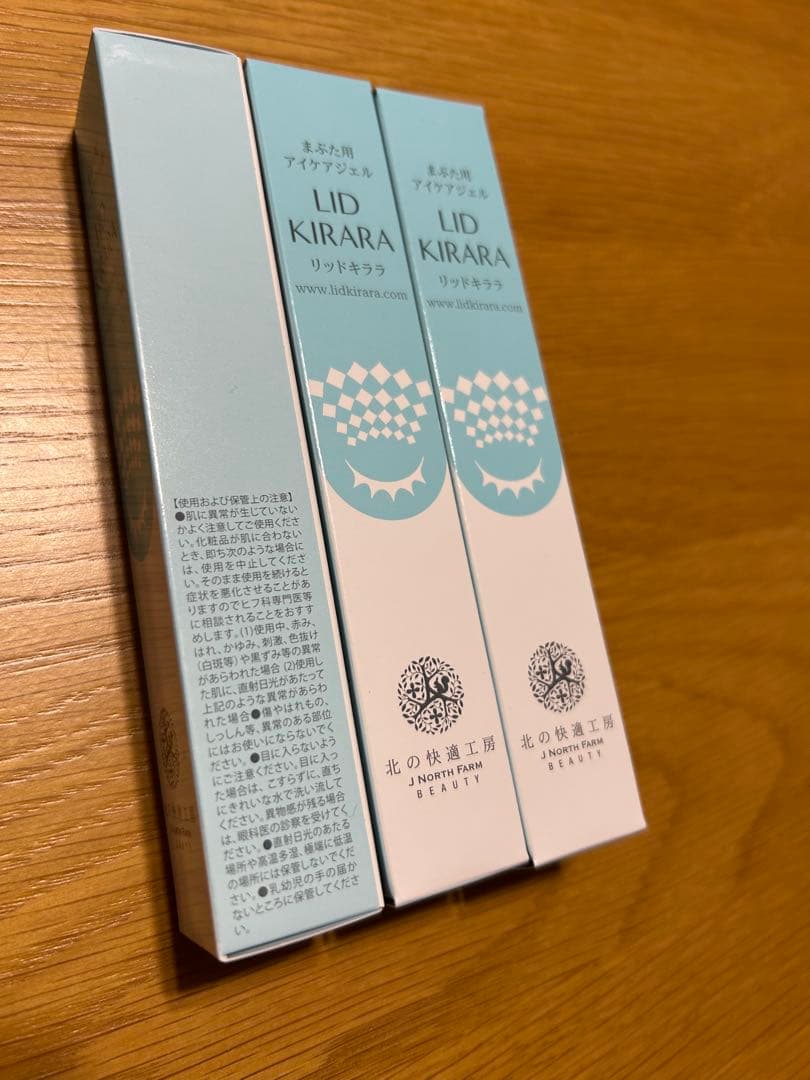 【使用および保管上の注意】
●肌に異常が生じていない
かよく注意してご使用くださ
い。化粧品が肌に合わない
とき、即ち次のような場合に
は、使用を中止してくださ
い。そのまま使用を続けると
症状を悪化させることがあ
りますのでヒフ科専門医等
に相談されることをおすす
めします。(1)使用中、赤み、
はれ、かゆみ、刺激、色抜け
(白斑等)や黒ずみ等の異常
があらわれた場合 (2)使用し
た肌に、直射日光があたって
上記のような異常があらわ
れた場合●傷やはれもの、
しっしん等、異常のある部位
にはお使いにならないでく
ださい。●目に入らないよう
にご注意ください。目に入っ
た場合は、こすらずに、直ち
にきれいな水で洗い流して
ください。異物感が残る場合
は、眼科医の診察を受けてく
ださい。●直射日光のあたる
場所や高温多湿、極端に低温
の場所には保管しないでくだ
さい。●乳幼児の手の届か
ないところに保管してくださ
い。
まぶた用
アイケアジェル
LID
KIRARA
リッドキララ
www.lidkirara.com
北の快適工房
J NORTH FARM
BEAUTY
まぶた用
アイケアジェル
LID
KIRARA
リッドキララ
www.lidkirara.com
北の快適工房
J NORTH FARM
BEAUTY